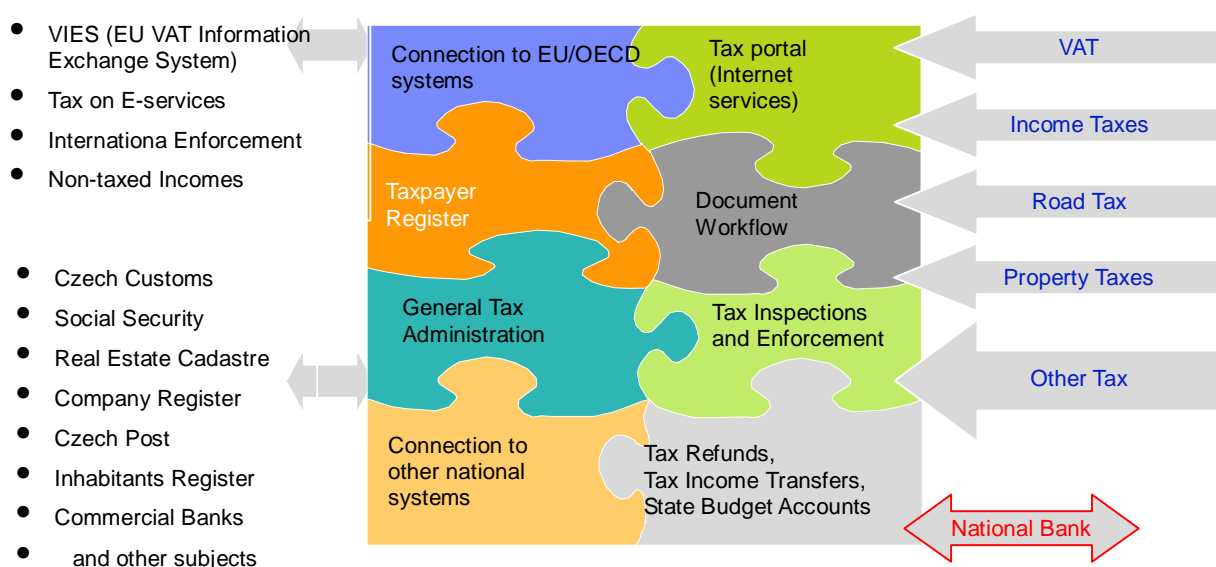 VIES (EU VAT Information
Exchange System)
Tax on E-services
Internationa Enforcement
Non-taxed Incomes
Czech Customs
Social Security
Real Estate Cadastre
Company Register
Czech Post
Inhabitants Register
Commercial Banks
and other subjects
Connection to EU/OECD
systems
Tax portal
(Internet
services)
Taxpayer
Register
Document
Workflow
General Tax
Administration
Tax Inspections
and Enforcement
Connection to
other national
systems
Tax Refunds,
Tax Income Transfers,
State Budget Accounts
VAT
Income Taxes
Road Tax
Property Taxes
Other Tax
National Bank